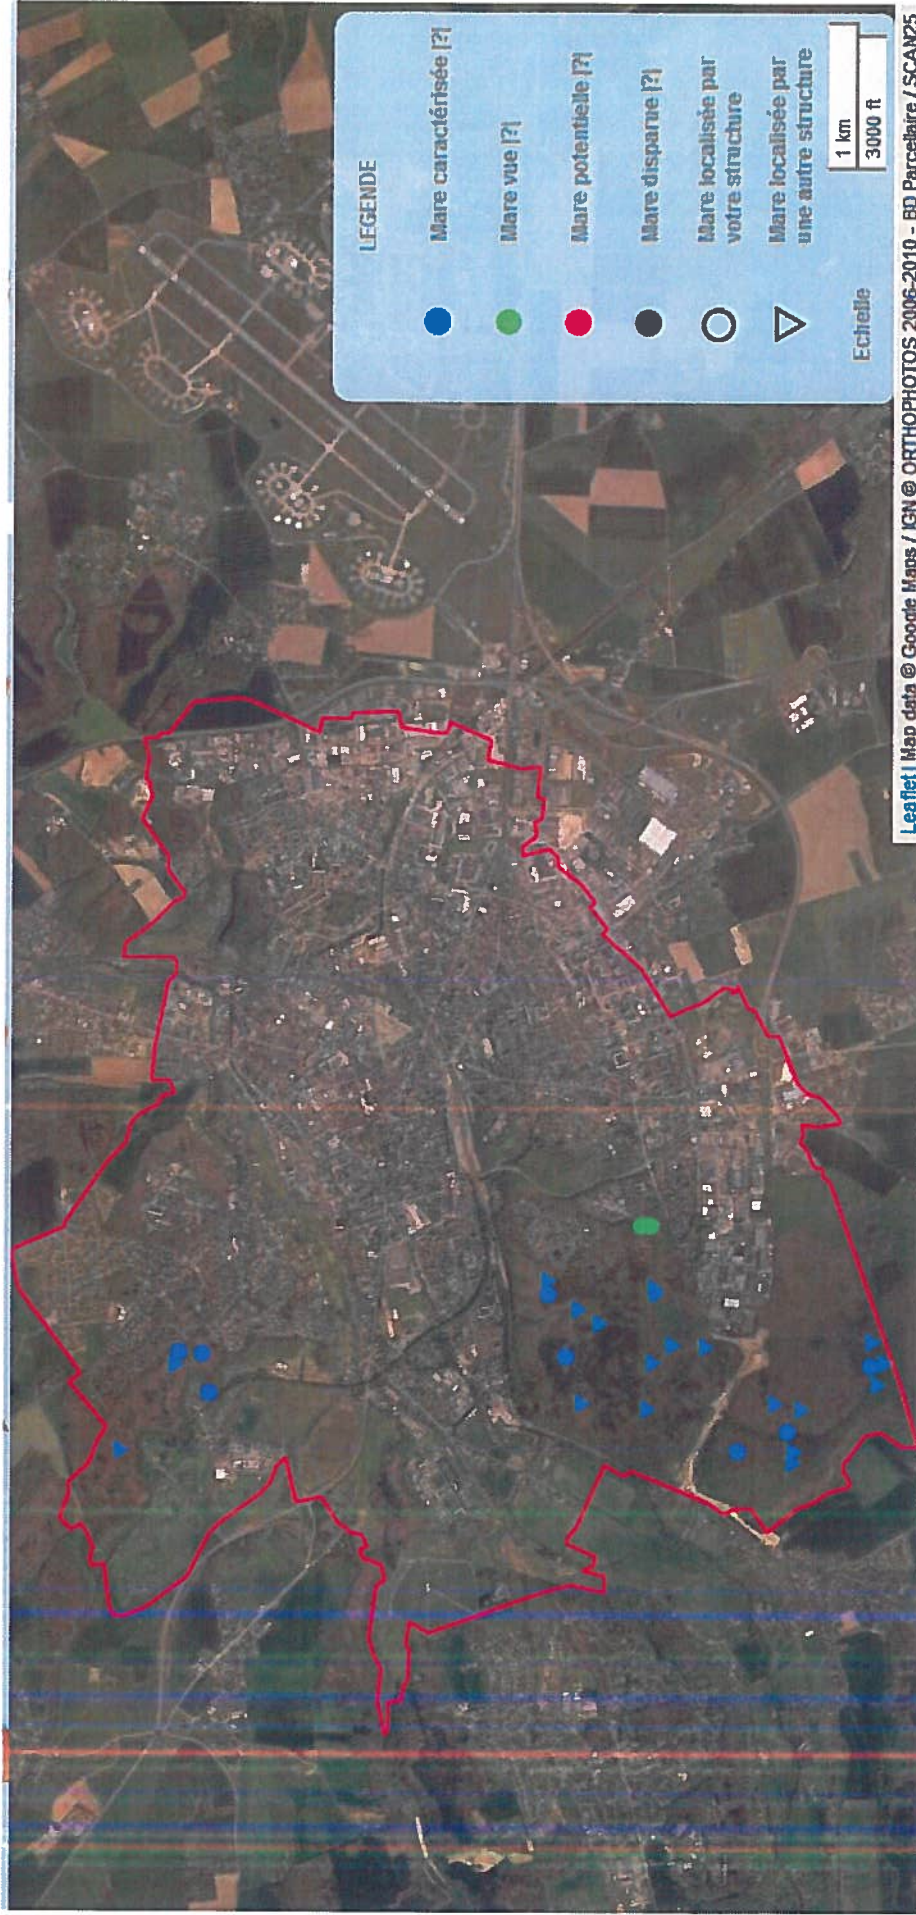 LEGENDE
Mare caractérisée [?]
Mare vue [?]
Mare potentielle [?]
Mare disparue [?]
Mare localisée par
votre structure
Mare localisée par
une autre structure
Echelle
1 km
3000 ft
Leaflet | Map data © Google Maps / IGN © ORTHOPHOTOS 2006-2010 - BD Parcellaire / SCAN25